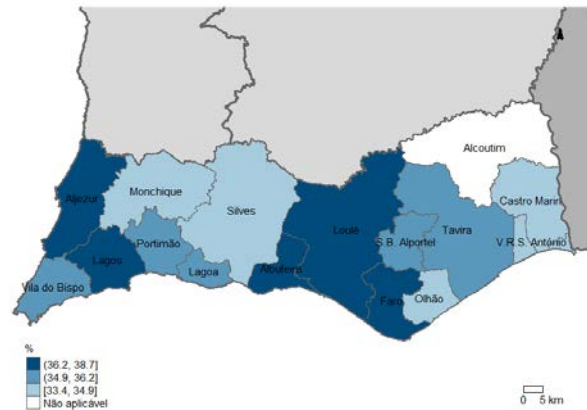 Alcoutim
Aljezur
Monchique
Castro Marim
Silves
Loulé
Tavira
Portimão
S.B. Alportel
V.R.S. António
Lagos
Lagoa
Albufeira
Vila do Bispo
Faro
Olhão
%
(36.2, 38.7]
(34.9, 36.2]
[33.4, 34.9]
Não aplicável
0 5 km